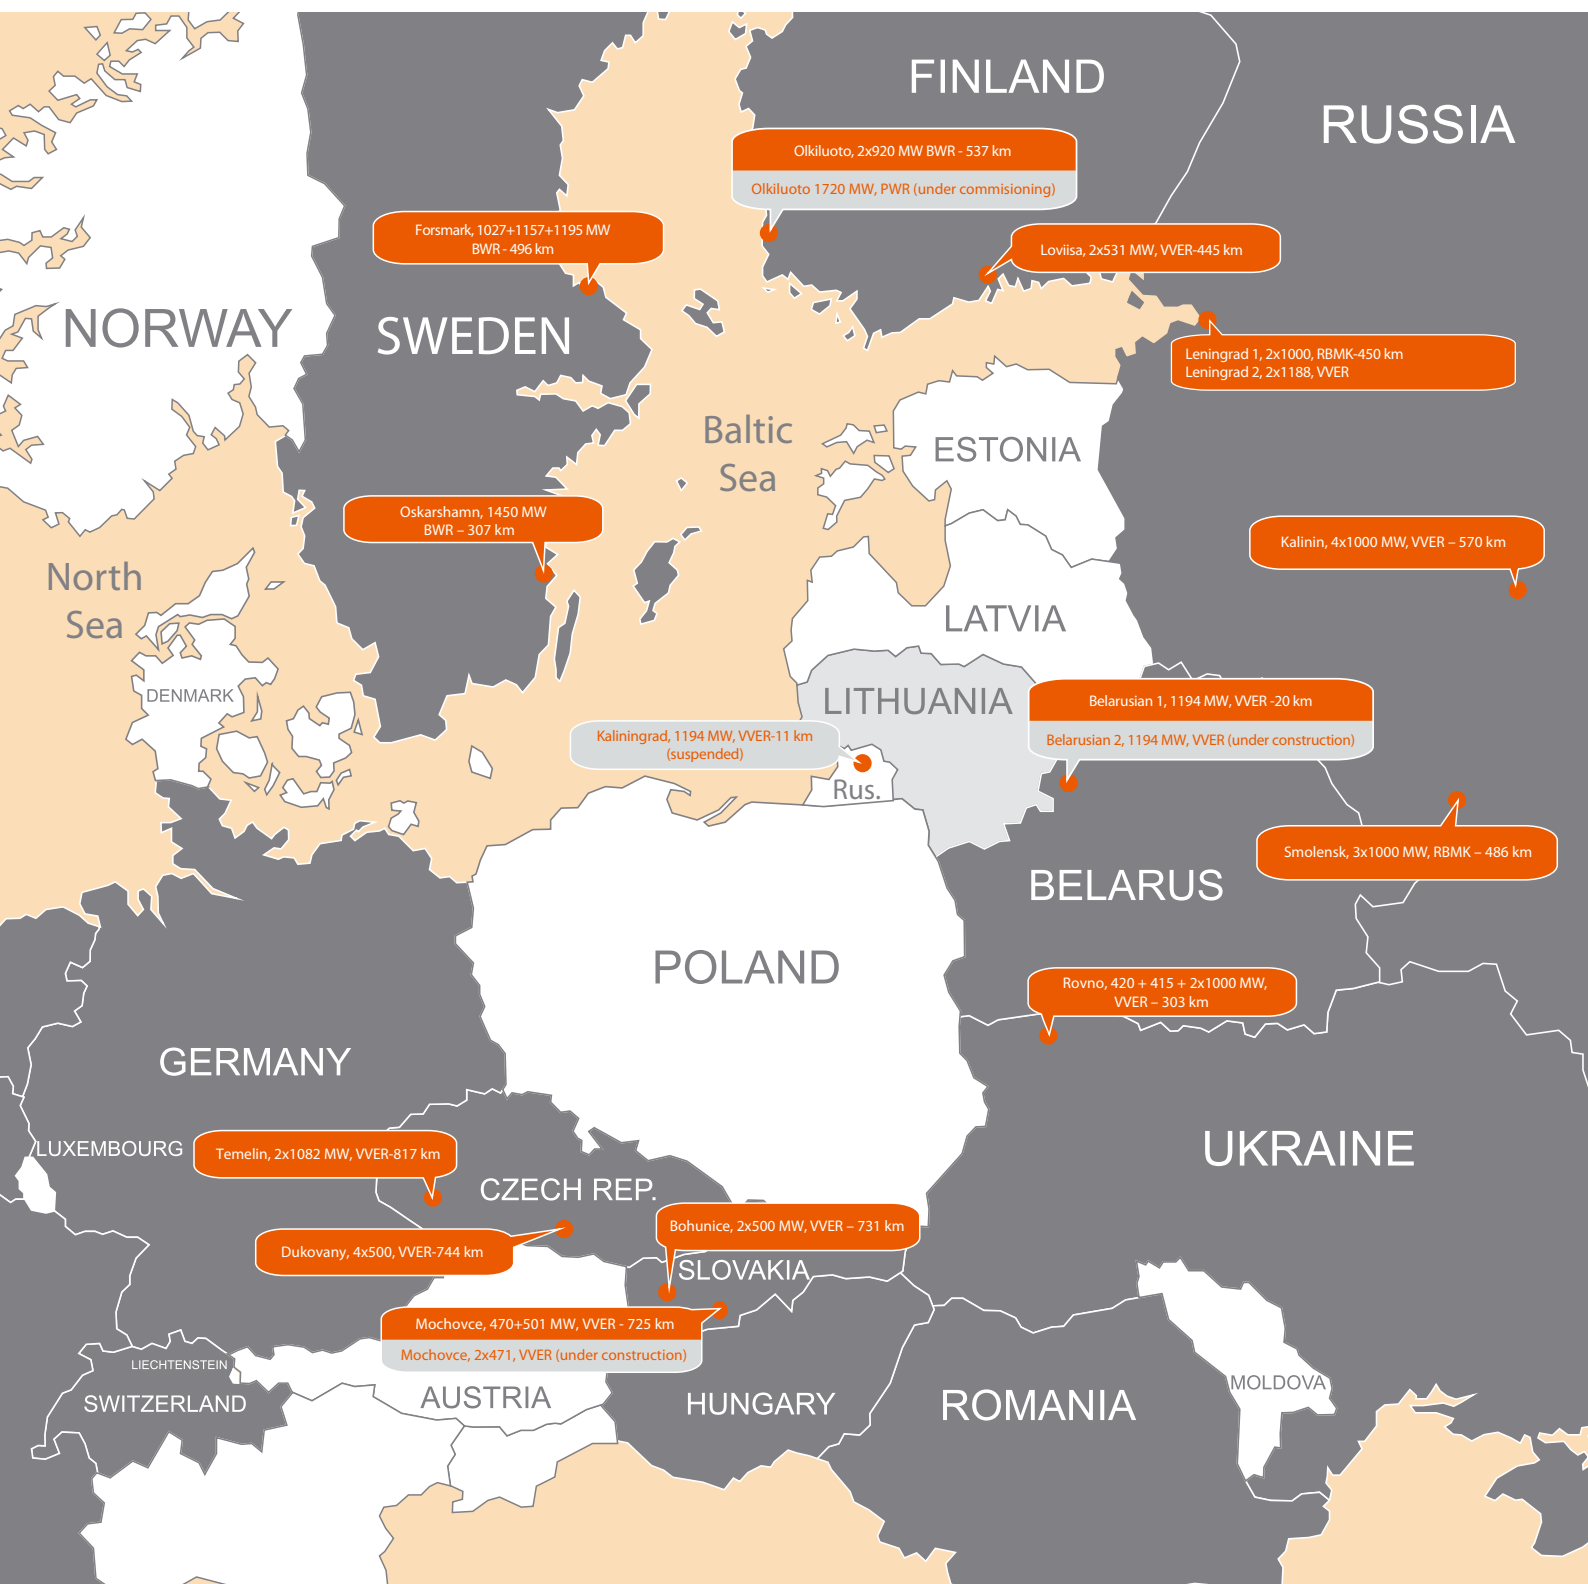 FINLAND
RUSSIA
Olkiluoto, 2x920 MW BWR - 537 km
Olkiluoto 1720 MW, PWR (under commisioning)
Forsmark, 1027+1157+1195 MW
BWR - 496 km
Loviisa, 2x531 MW, VVER-445 km
NORWAY
SWEDEN
Leningrad 1, 2x1000, RBMK-450 km
Leningrad 2, 2x1188, VVER
Baltic
Sea
ESTONIA
Oskarshamn, 1450 MW
BWR – 307 km
Kalinin, 4x1000 MW, VVER – 570 km
North
Sea
LATVIA
DENMARK
LITHUANIA
Belarusian 1, 1194 MW, VVER -20 km
Belarusian 2, 1194 MW, VVER (under construction)
Kaliningrad, 1194 MW, VVER-11 km
(suspended)
Rus.
Smolensk, 3x1000 MW, RBMK – 486 km
BELARUS
POLAND
Rovno, 420 + 415 + 2x1000 MW,
VVER – 303 km
GERMANY
LUXEMBOURG
Temelin, 2x1082 MW, VVER-817 km
UKRAINE
CZECH REP.
Bohunice, 2x500 MW, VVER – 731 km
Dukovany, 4x500, VVER-744 km
SLOVAKIA
Mochovce, 470+501 MW, VVER - 725 km
Mochovce, 2x471, VVER (under construction)
LIECHTENSTEIN
SWITZERLAND
AUSTRIA
HUNGARY
ROMANIA
MOLDOVA